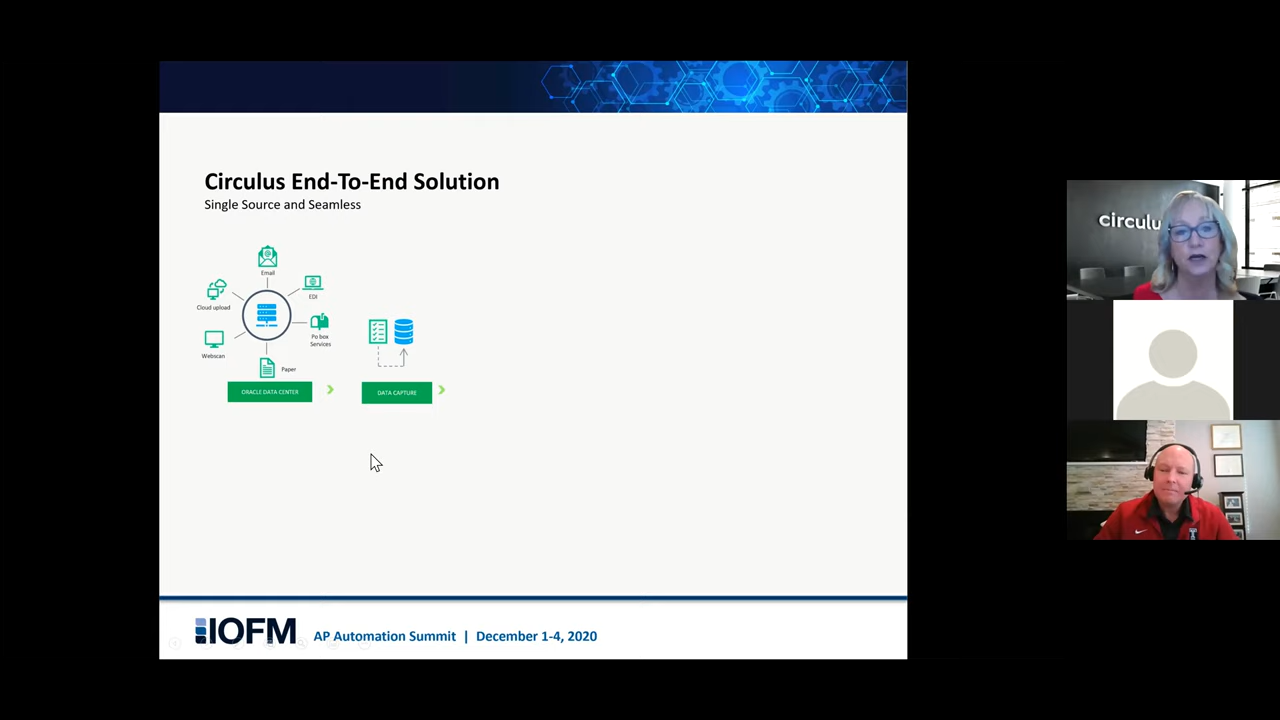 Circulus End-To-End Solution
Single Source and Seamless
Email
Cloud upload
EDI
Po box
Services
Webscan
Paper
ORACLE DATA CENTER
DATA CAPTURE
IOFM
AP Automation Summit | December 1-4, 2020
circulu